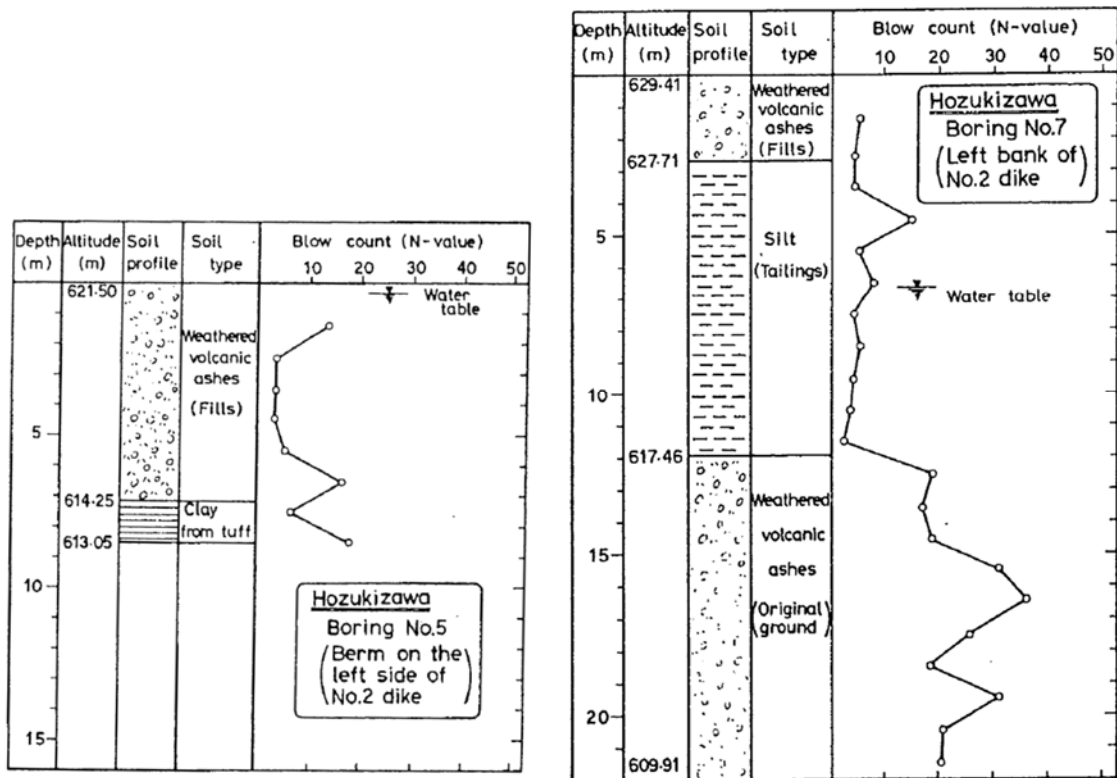 Depth
(m)
Altitude
(m)
Soil
profile
Soil
type
Blow count (N-value)
10 20 30 40 50
621.50
Water
table
Weathered
volcanic
ashes
(Fills)
5
614.25
Clay
from tuff
613.05
10
15
Hozukizawa
Boring No.5
(Berm on the
left side of
No.2 dike)
Depth
(m)
Altitude
(m)
Soil
profile
Soil
type
Blow count (N-value)
10 20 30 40 50
629.41
Weathered
volcanic
ashes
(Fills)
627.71
Hozukizawa
Boring No.7
(Left bank of
No.2 dike)
5
Silt
(Tailings)
Water table
10
617.46
Weathered
volcanic
ashes
(Original
ground)
15
20
609.91